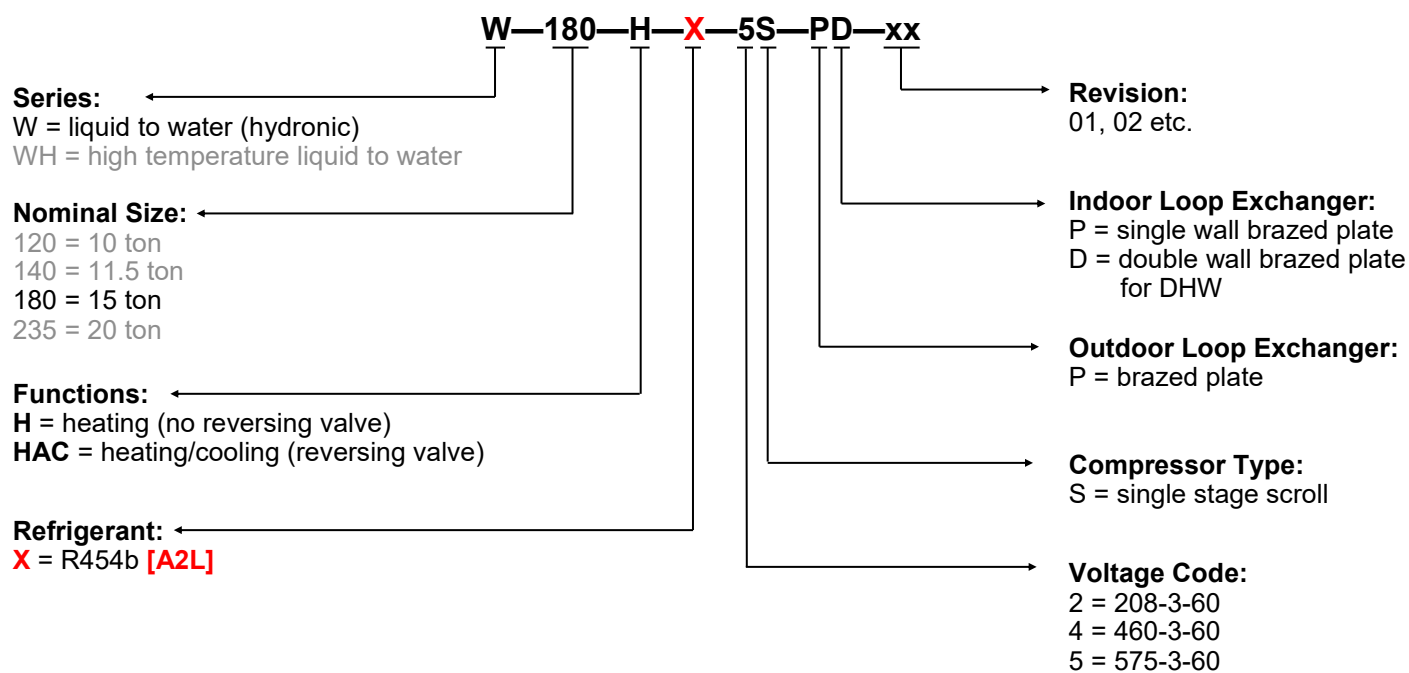 W—180—H—X—5S—PD—xx
Series:
W = liquid to water (hydronic)
WH = high temperature liquid to water
Nominal Size:
120 = 10 ton
140 = 11.5 ton
180 = 15 ton
235 = 20 ton
Functions:
H = heating (no reversing valve)
HAC = heating/cooling (reversing valve)
Refrigerant:
X = R454b [A2L]
Revision:
01, 02 etc.
Indoor Loop Exchanger:
P = single wall brazed plate
D = double wall brazed plate
for DHW
Outdoor Loop Exchanger:
P = brazed plate
Compressor Type:
S = single stage scroll
Voltage Code:
2 = 208-3-60
4 = 460-3-60
5 = 575-3-60